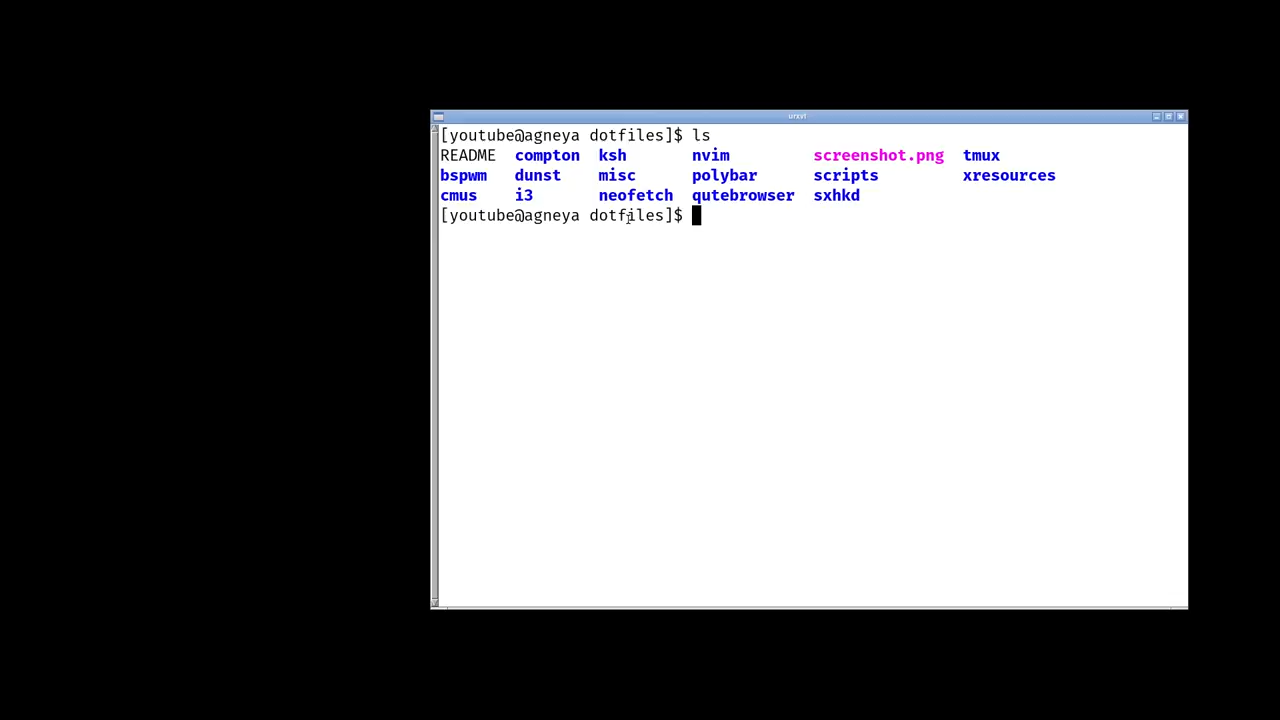 urxvt
[youtube@agneya dotfiles]$ ls
README  compton  ksh       nvim         screenshot.png  tmux
bspwm   dunst    misc      polybar      scripts         xresources
cmus    i3       neofetch  qutebrowser  sxhkd
[youtube@agneya dotfiles]$